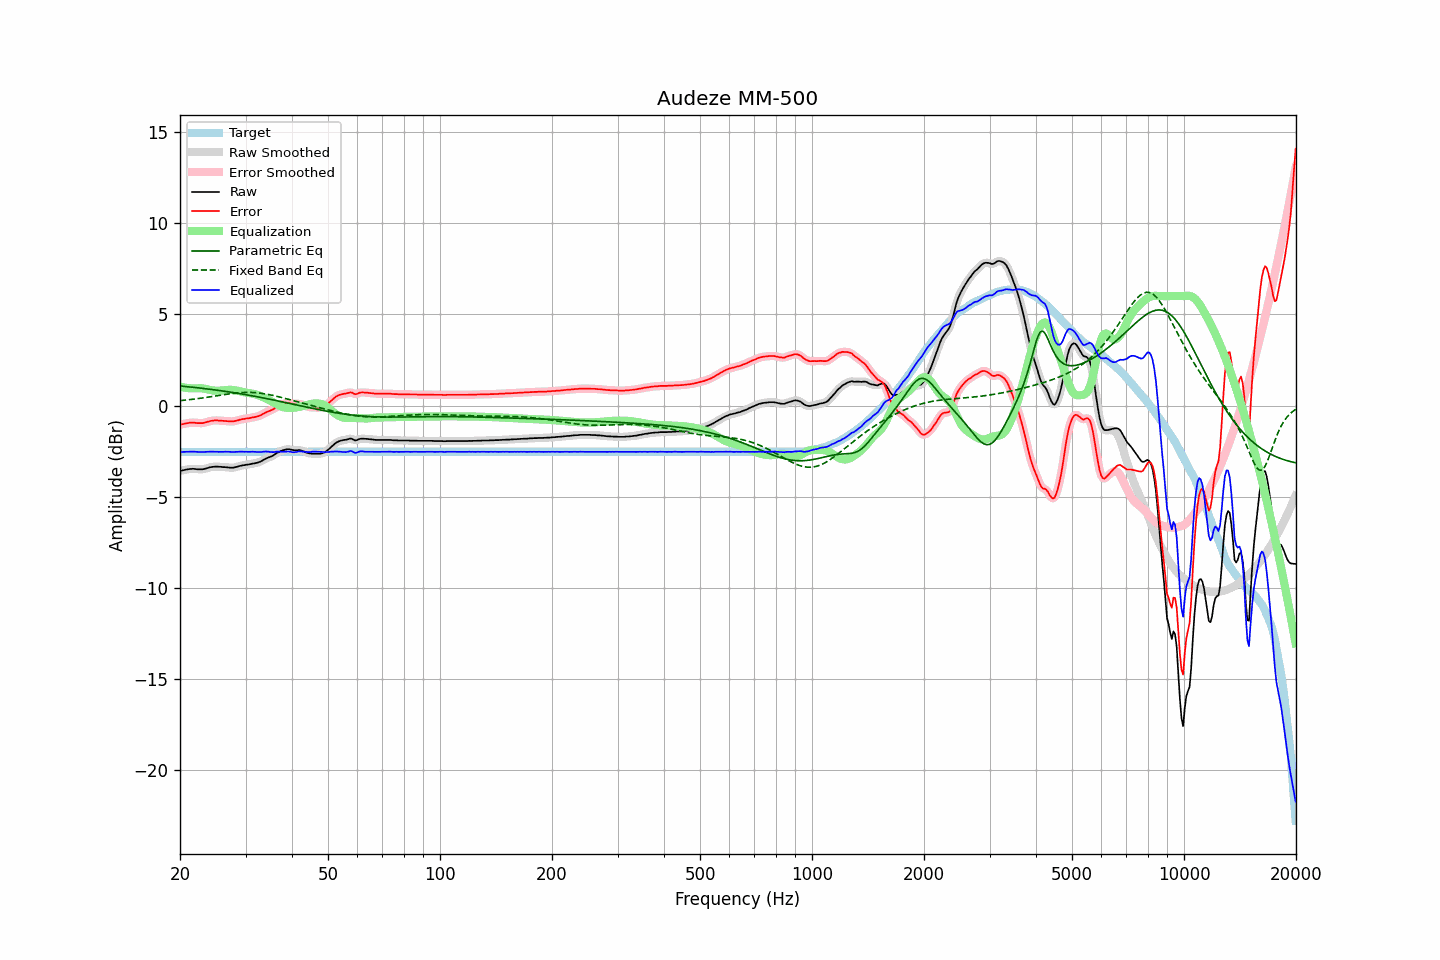 Audeze MM-500
Target
Raw Smoothed
Error Smoothed
Raw
Error
Equalization
Parametric Eq
Fixed Band Eq
Equalized
15
10
5
0
−5
−10
−15
−20
Amplitude (dBr)
20
50
100
200
500
1000
2000
5000
10000
20000
Frequency (Hz)